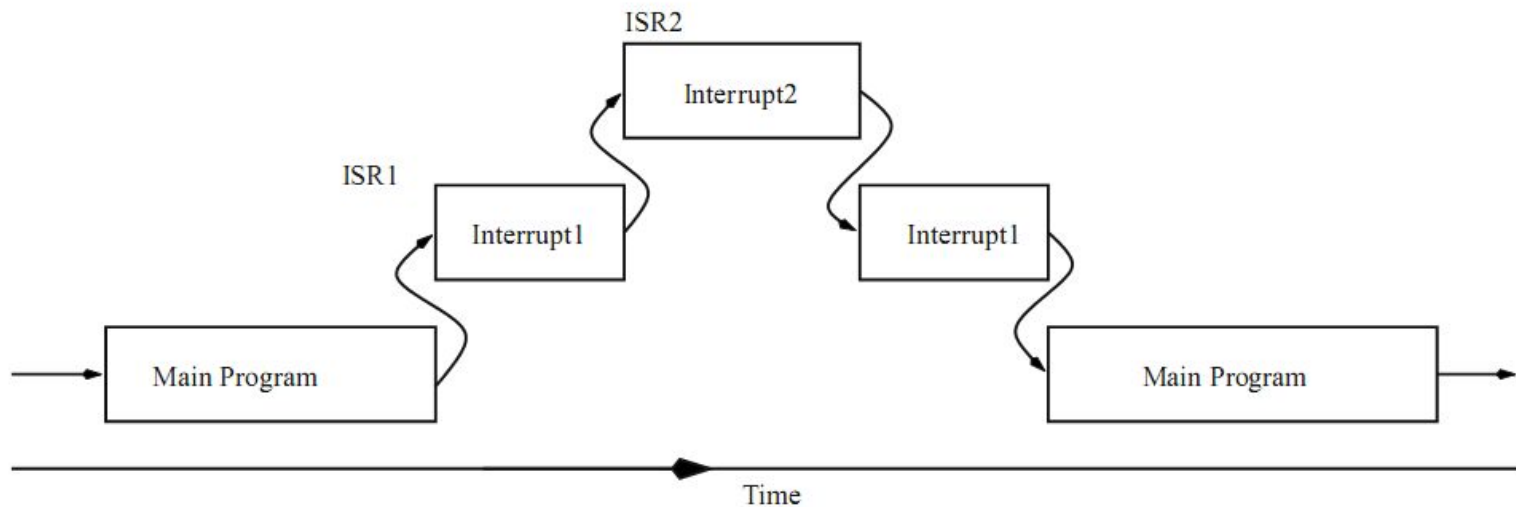 ISR2
Interrupt2
ISR1
Interrupt1
Interrupt1
Main Program
Main Program
Time